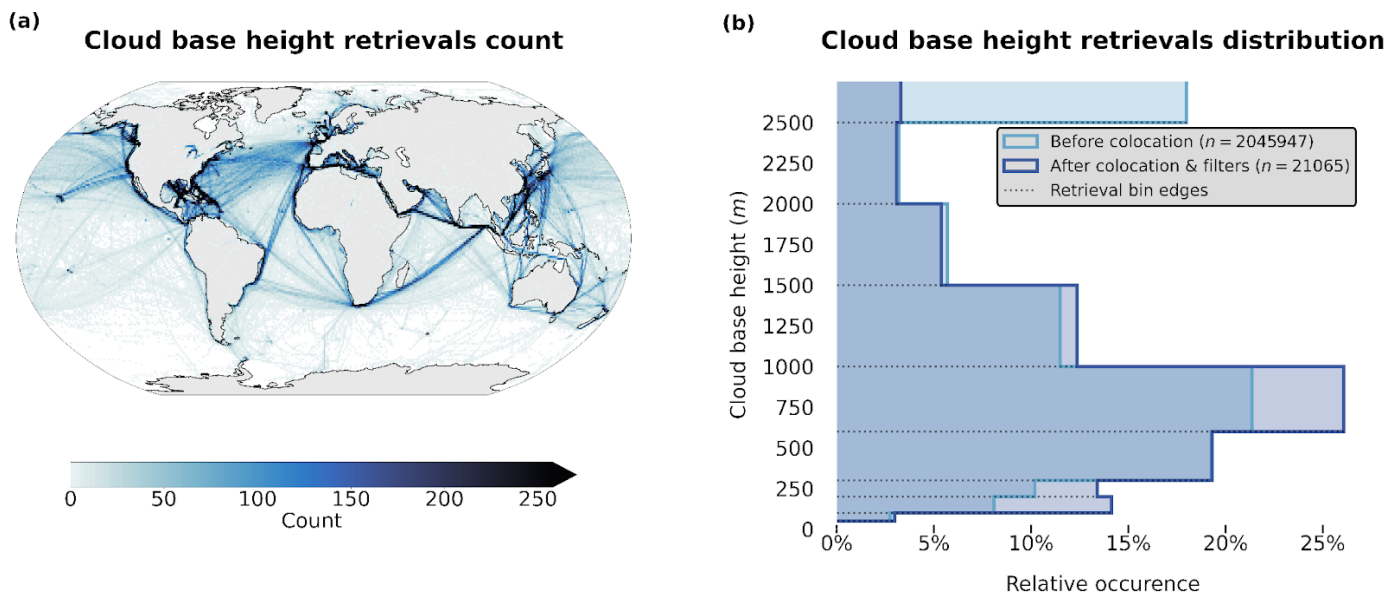 (a)
Cloud base height retrievals count
0 50 100 150 200 250
Count
(b)
Cloud base height retrievals distribution
2500
2250
2000
1750
1500
1250
1000
750
500
250
0
Cloud base height (m)
Before colocation (n = 2045947)
After colocation & filters (n = 21065)
Retrieval bin edges
0% 5% 10% 15% 20% 25%
Relative occurence